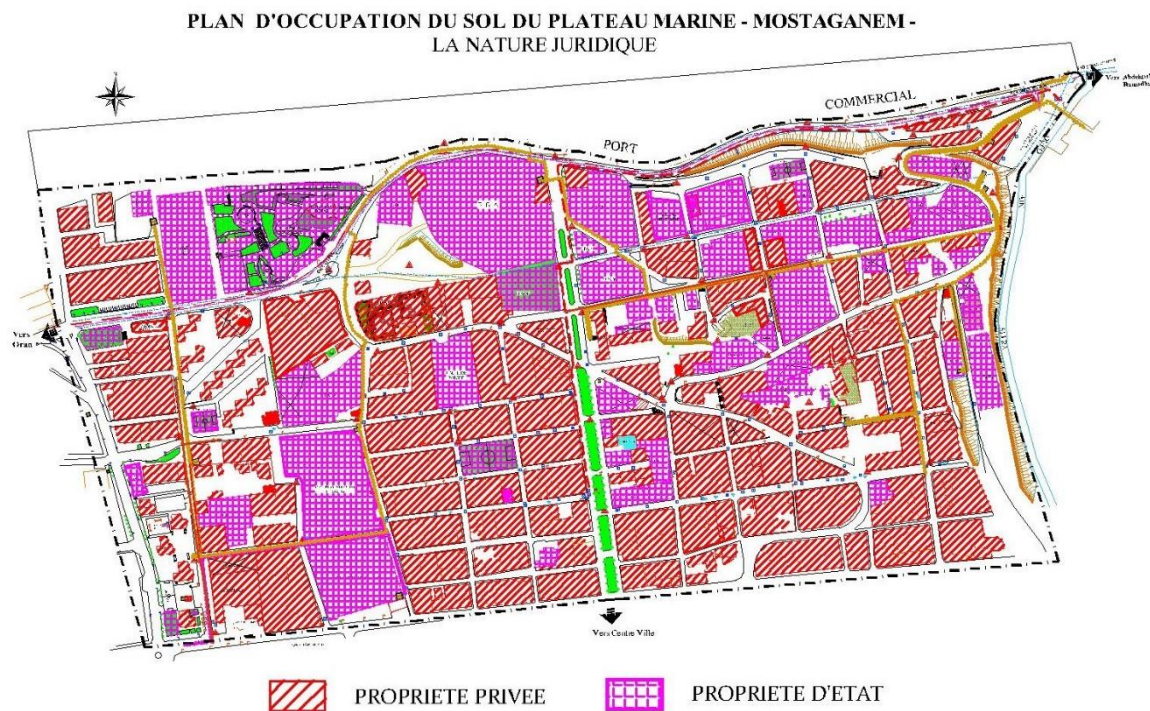 PLAN D'OCCUPATION DU SOL DU PLATEAU MARINE - MOSTAGANEM -
LA NATURE JURIDIQUE
COMMERCIAL
PORT
Vers
Vers
Oran
Vers Centre Ville
PROPRIETE PRIVEE
PROPRIETE D'ETAT